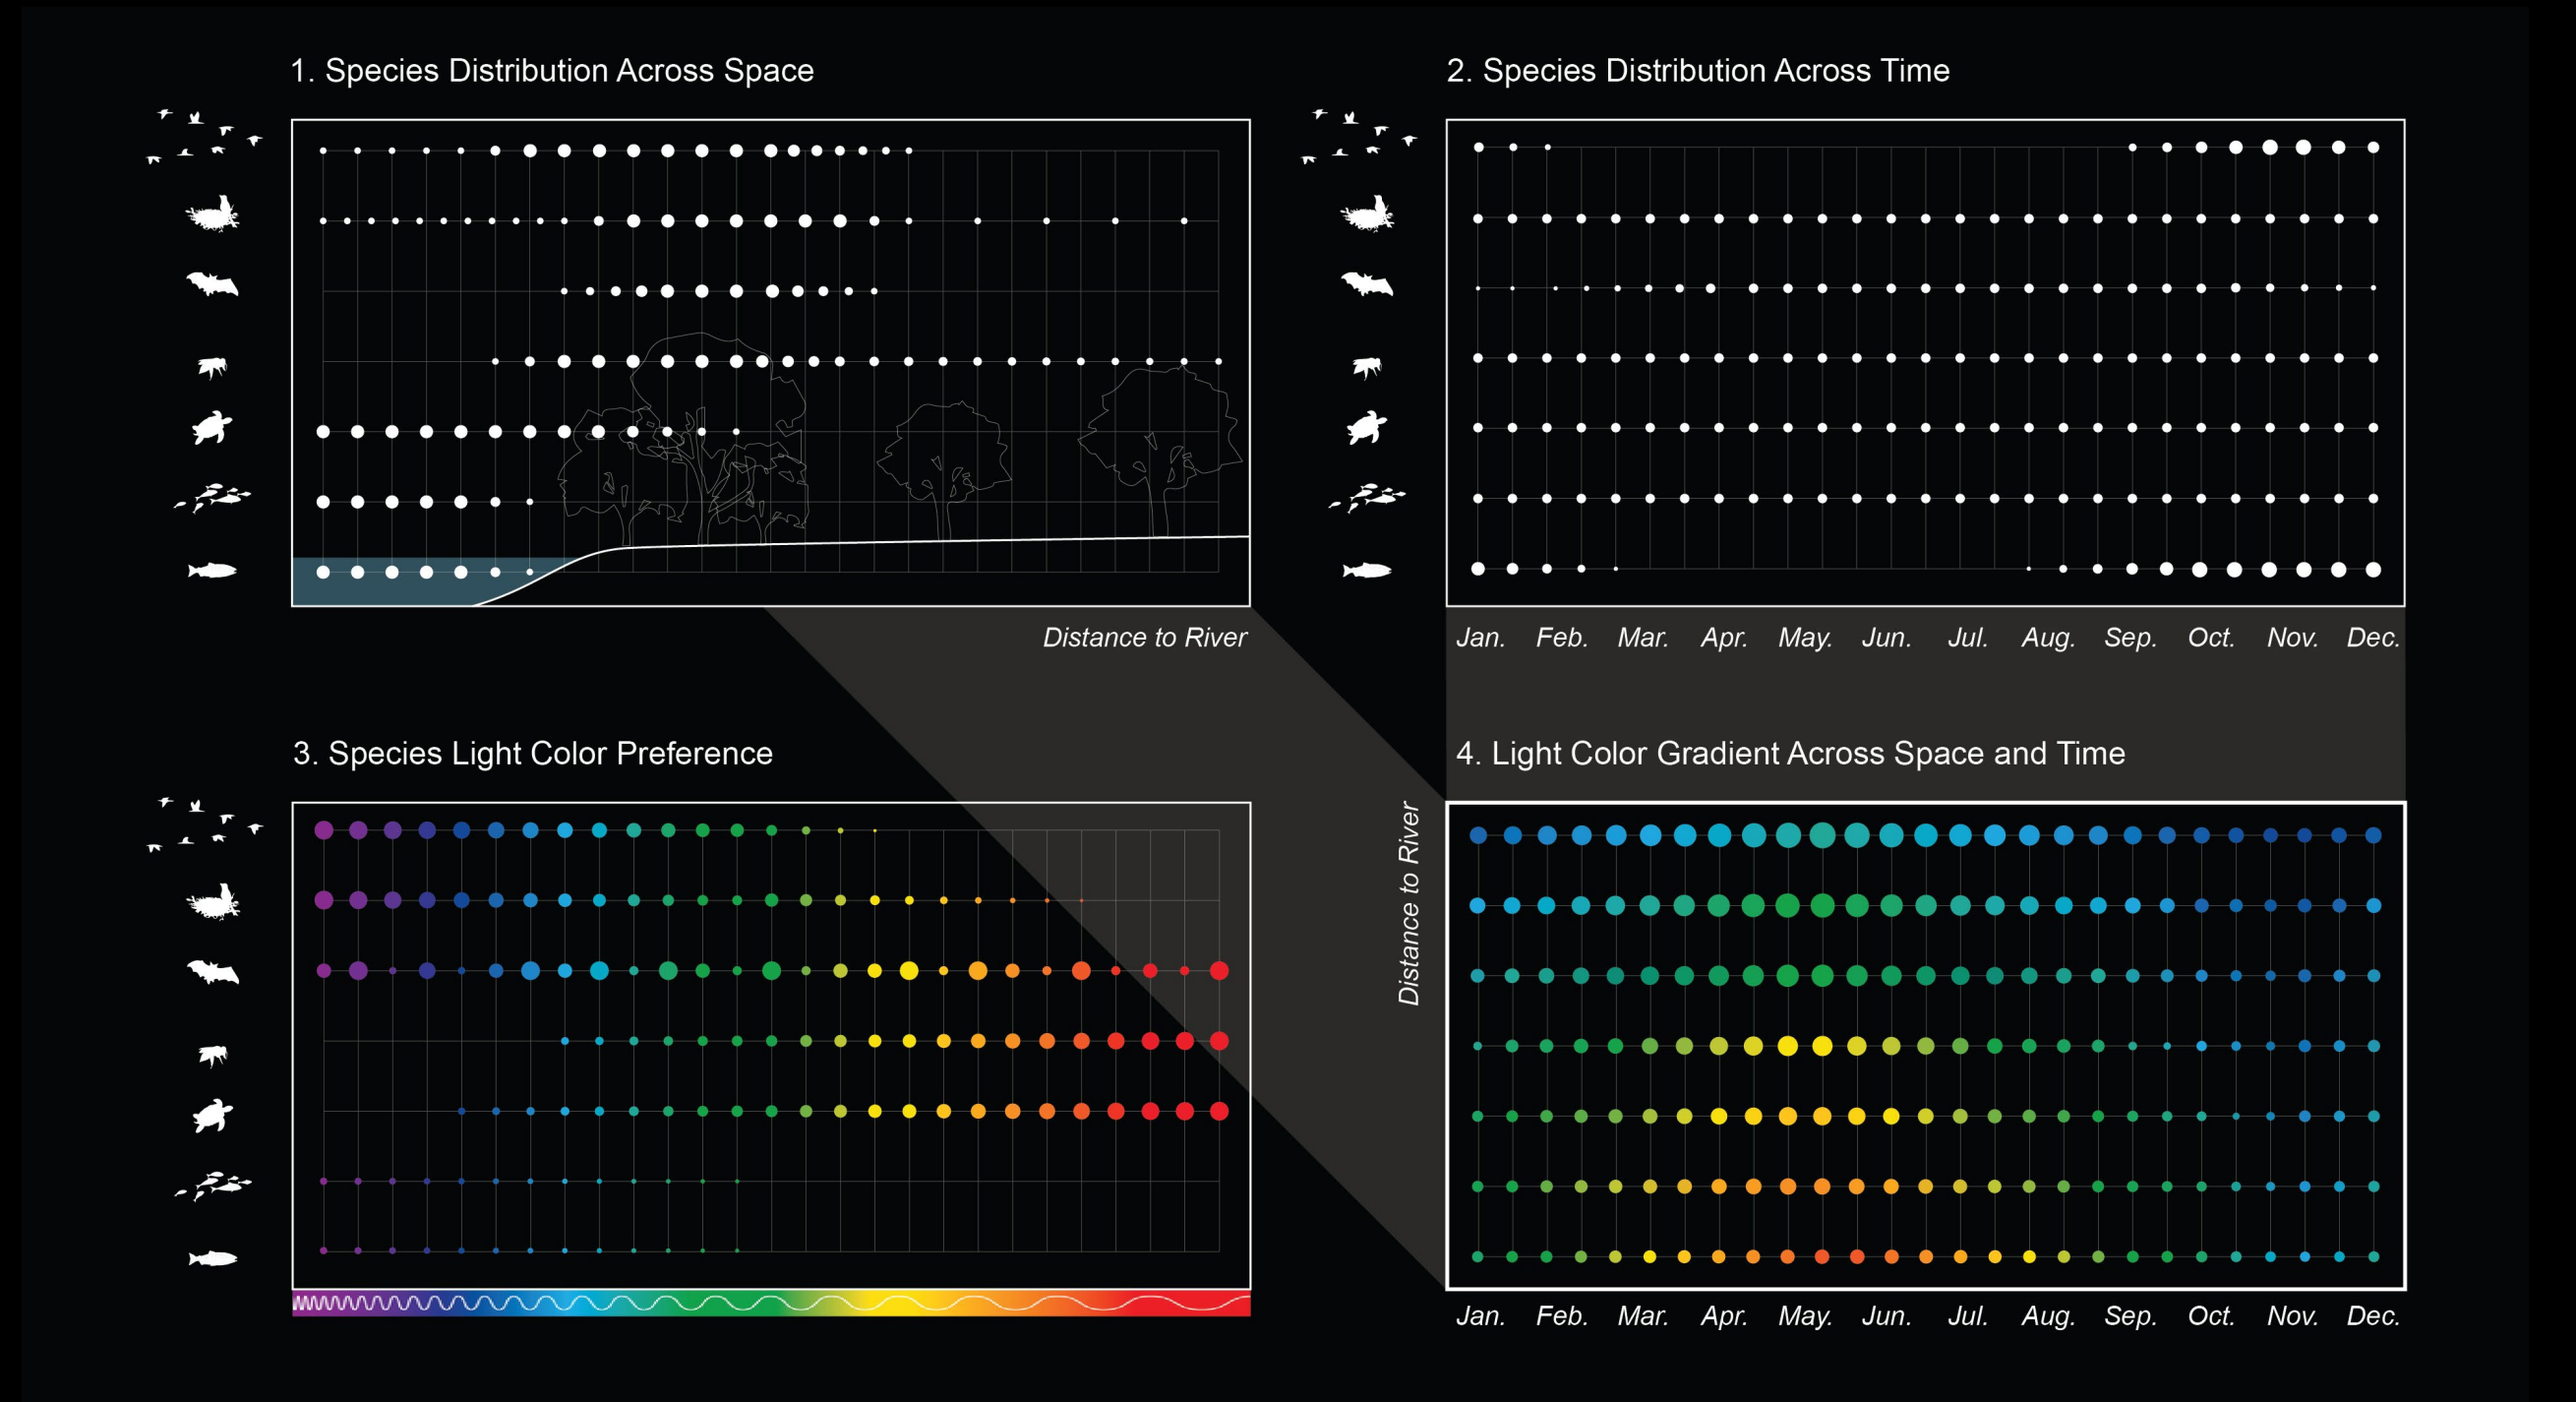 1. Species Distribution Across Space
2. Species Distribution Across Time
Distance to River
Jan. Feb. Mar. Apr. May. Jun. Jul. Aug. Sep. Oct. Nov. Dec.
3. Species Light Color Preference
4. Light Color Gradient Across Space and Time
Distance to River
Jan. Feb. Mar. Apr. May. Jun. Jul. Aug. Sep. Oct. Nov. Dec.